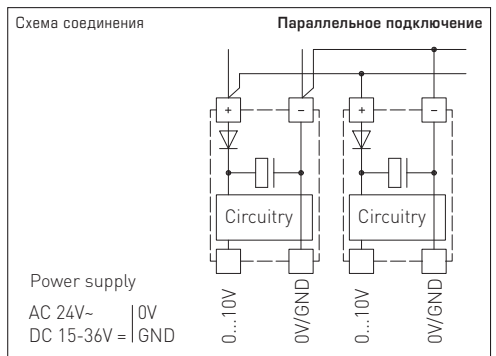 Схема соединения
Параллельное подключение
+ – + –
Circuitry Circuitry
Power supply
AC 24V~ 0V
DC 15-36V = GND
0...10V
0V/GND
0...10V
0V/GND